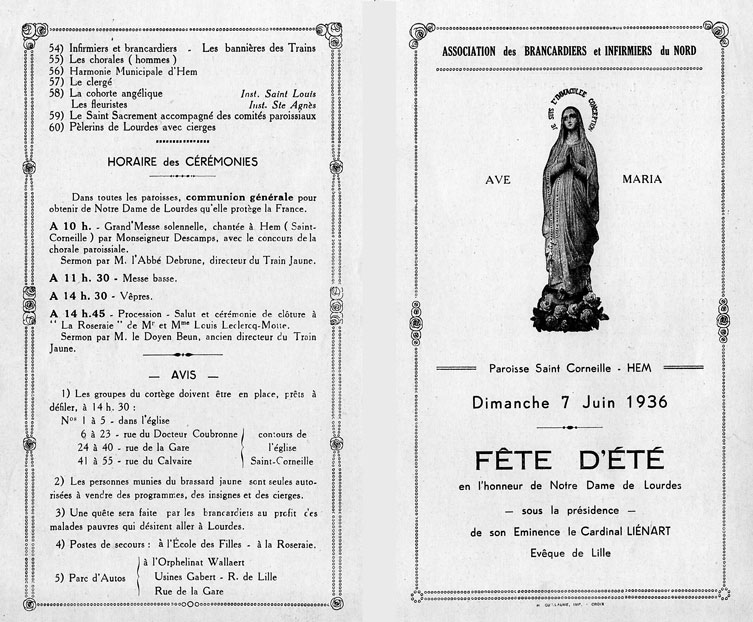 54) Infirmiers et brancardiers - Les bannières des Trains
55) Les chorales ( hommes )
56) Harmonie Municipale d'Hem
57) Le clergé
58) La cohorte angélique Inst. Saint Louis
Les fleuristes Inst. Ste Agnès
59) Le Saint Sacrement accompagné des comités paroissiaux
60) Pèlerins de Lourdes avec cierges
HORAIRE des CÉRÉMONIES
Dans toutes les paroisses, communion générale pour
obtenir de Notre Dame de Lourdes qu'elle protège la France.
A 10 h. - Grand'Messe solennelle, chantée à Hem ( Saint-
Corneille ) par Monseigneur Descamps, avec le concours de la
chorale paroissiale.
Sermon par M. l'Abbé Debrune, directeur du Train Jaune.
A 11 h. 30 - Messe basse.
A 14 h. 30 - Vêpres.
A 14 h.45 - Procession - Salut et cérémonie de clôture à
" La Roseraie " de Mr et Mme Louis Leclercq-Motte.
Sermon par M. le Doyen Beun, ancien directeur du Train
Jaune.
— AVIS —
1) Les groupes du cortège doivent être en place, prêts à
défiler, à 14 h. 30 :
Nos 1 à 5 - dans l'église
6 à 23 - rue du Docteur Coubronne contours de
24 à 40 - rue de la Gare l'église
41 à 55 - rue du Calvaire Saint-Corneille
2) Les personnes munies du brassard jaune sont seules auto-
risées à vendre des programmes, des insignes et des cierges.
3) Une quête sera faite par les brancardiers au profit des
malades pauvres qui désirent aller à Lourdes.
4) Postes de secours : à l'École des Filles - à la Roseraie.
à l'Orphelinat Wallaert
5) Parc d'Autos Usines Gabert - R. de Lille
Rue de la Gare
ASSOCIATION des BRANCARDIERS et INFIRMIERS du NORD
JE SUIS L'IMMACULEE CONCEPTION
AVE MARIA
Paroisse Saint Corneille - HEM
Dimanche 7 Juin 1936
FÊTE D'ÉTÉ
en l'honneur de Notre Dame de Lourdes
— sous la présidence —
de son Eminence le Cardinal LIÉNART
Evêque de Lille